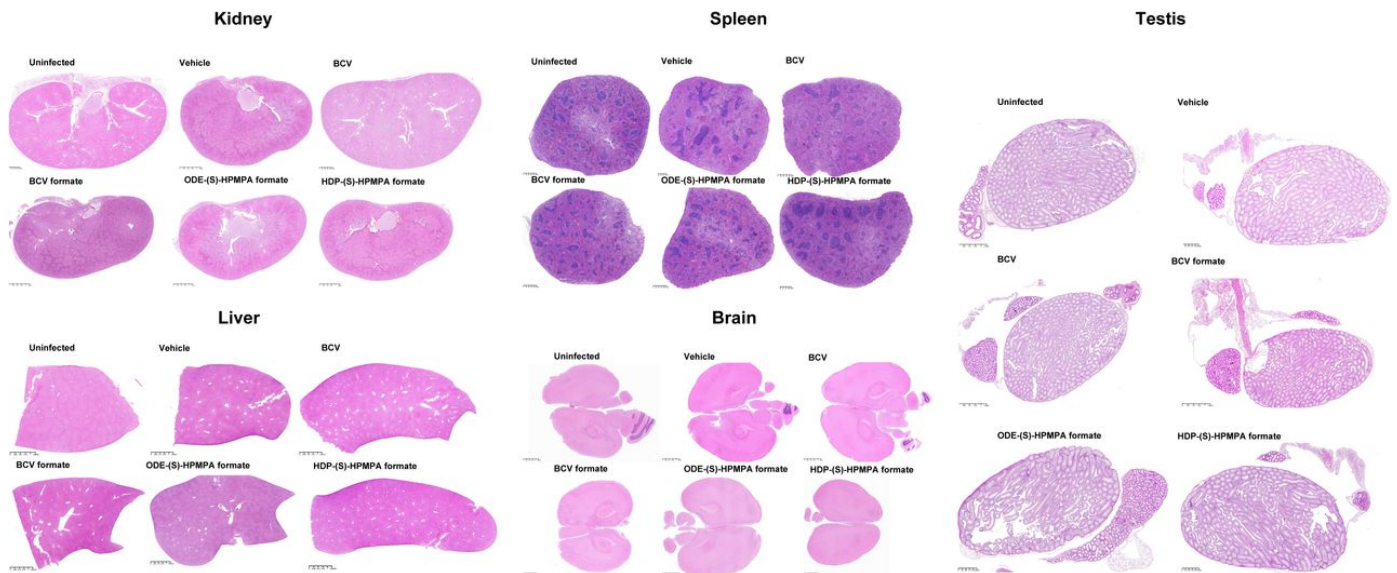 Kidney
Uninfected Vehicle BCV
BCV formate ODE-(S)-HPMPA formate HDP-(S)-HPMPA formate
Spleen
Uninfected Vehicle BCV
BCV formate ODE-(S)-HPMPA formate HDP-(S)-HPMPA formate
Liver
Uninfected Vehicle BCV
BCV formate ODE-(S)-HPMPA formate HDP-(S)-HPMPA formate
Brain
Uninfected Vehicle BCV
BCV formate ODE-(S)-HPMPA formate HDP-(S)-HPMPA formate
Testis
Uninfected Vehicle
BCV BCV formate
ODE-(S)-HPMPA formate HDP-(S)-HPMPA formate